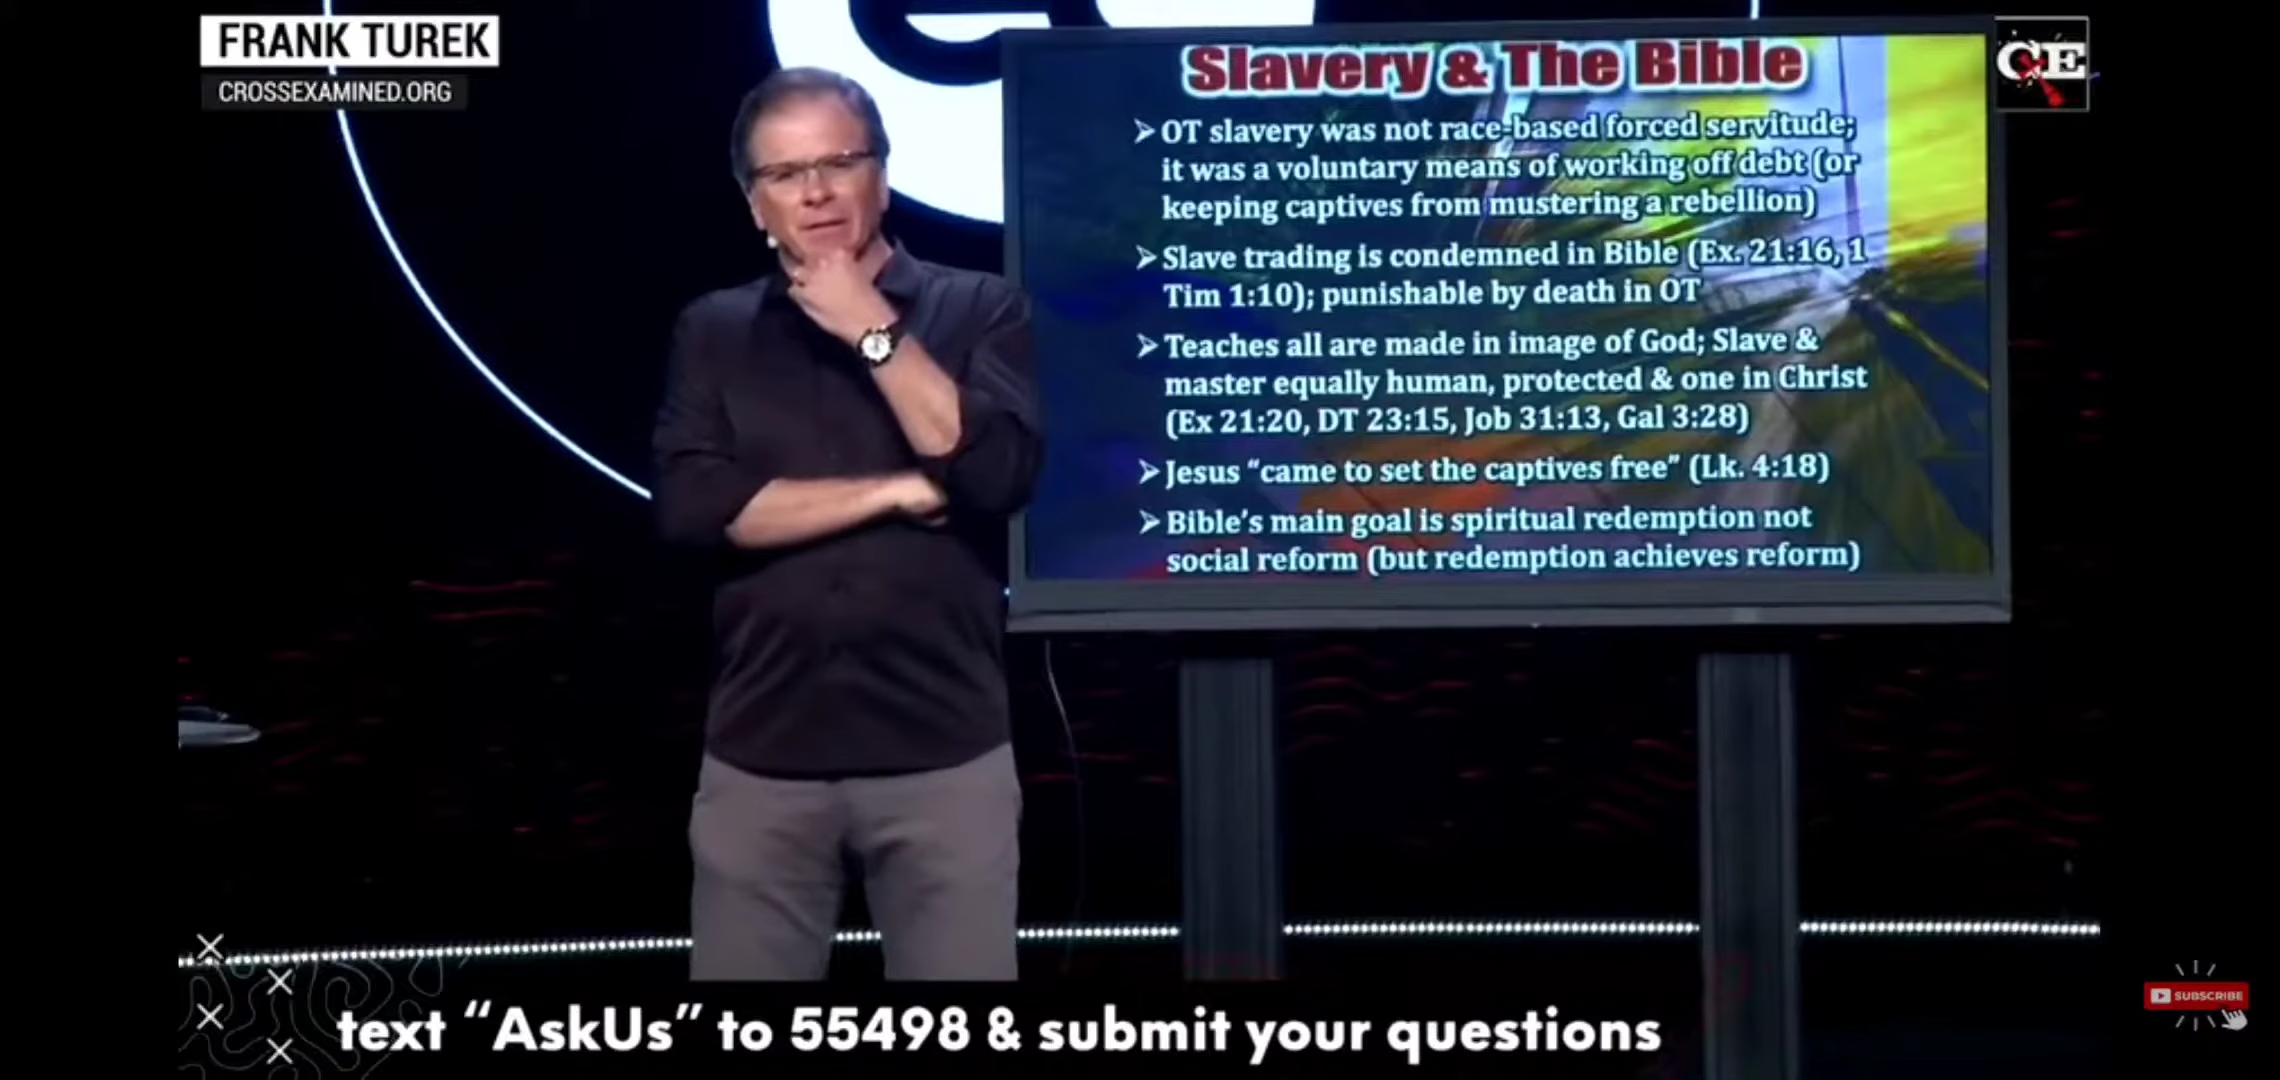 FRANK TUREK
CROSSEXAMINED.ORG
CE
Slavery & The Bible
➢ OT slavery was not race-based forced servitude;
it was a voluntary means of working off debt (or
keeping captives from mustering a rebellion)
➢ Slave trading is condemned in Bible (Ex. 21:16, 1
Tim 1:10); punishable by death in OT
➢ Teaches all are made in image of God; Slave &
master equally human, protected & one in Christ
(Ex 21:20, DT 23:15, Job 31:13, Gal 3:28)
➢ Jesus “came to set the captives free” (Lk. 4:18)
➢ Bible’s main goal is spiritual redemption not
social reform (but redemption achieves reform)
text “AskUs” to 55498 & submit your questions
SUBSCRIBE